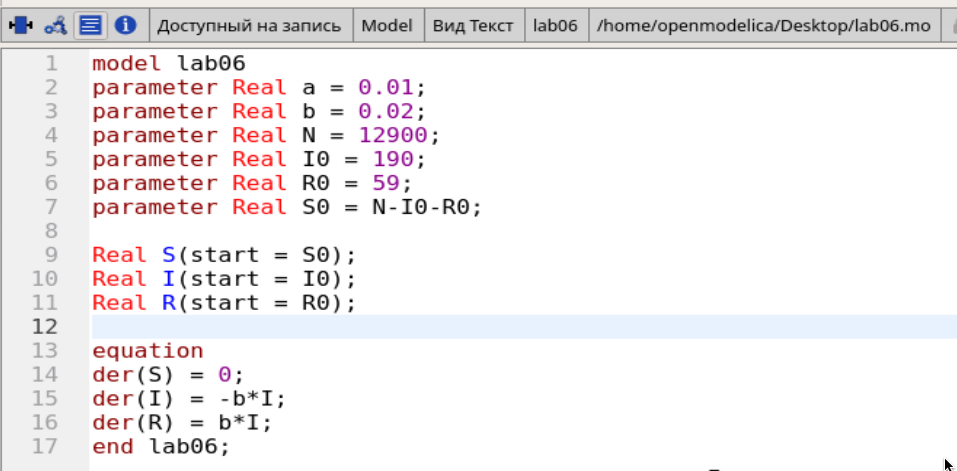 Доступный на запись Model Вид Текст lab06 /home/openmodelica/Desktop/lab06.mo
1 model lab06
2 parameter Real a = 0.01;
3 parameter Real b = 0.02;
4 parameter Real N = 12900;
5 parameter Real I0 = 190;
6 parameter Real R0 = 59;
7 parameter Real S0 = N-I0-R0;
8
9 Real S(start = S0);
10 Real I(start = I0);
11 Real R(start = R0);
12
13 equation
14 der(S) = 0;
15 der(I) = -b*I;
16 der(R) = b*I;
17 end lab06;